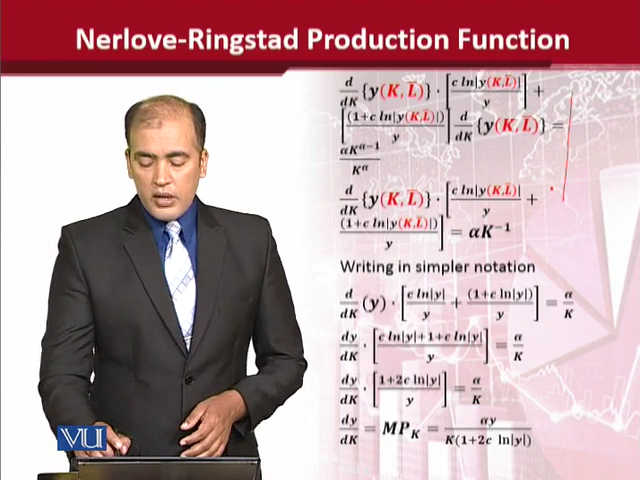 Nerlove-Ringstad Production Function
d/dK {y(K,L̄)} · [c ln|y(K,L̄)|/y] +
[(1+c ln|y(K,L̄)|)/y] d/dK {y(K,L̄)} =
αK^(α−1)/K^α
d/dK {y(K,L̄)} · [c ln|y(K,L̄)|/y +
(1+c ln|y(K,L̄)|)/y] = αK^−1
Writing in simpler notation
d/dK (y) · [c ln|y|/y + (1+c ln|y|)/y] = α/K
dy/dK · [c ln|y|+1+c ln|y|/y] = α/K
dy/dK · [1+2c ln|y|/y] = α/K
dy/dK = MP_K = αy/K(1+2c ln|y|)
VU